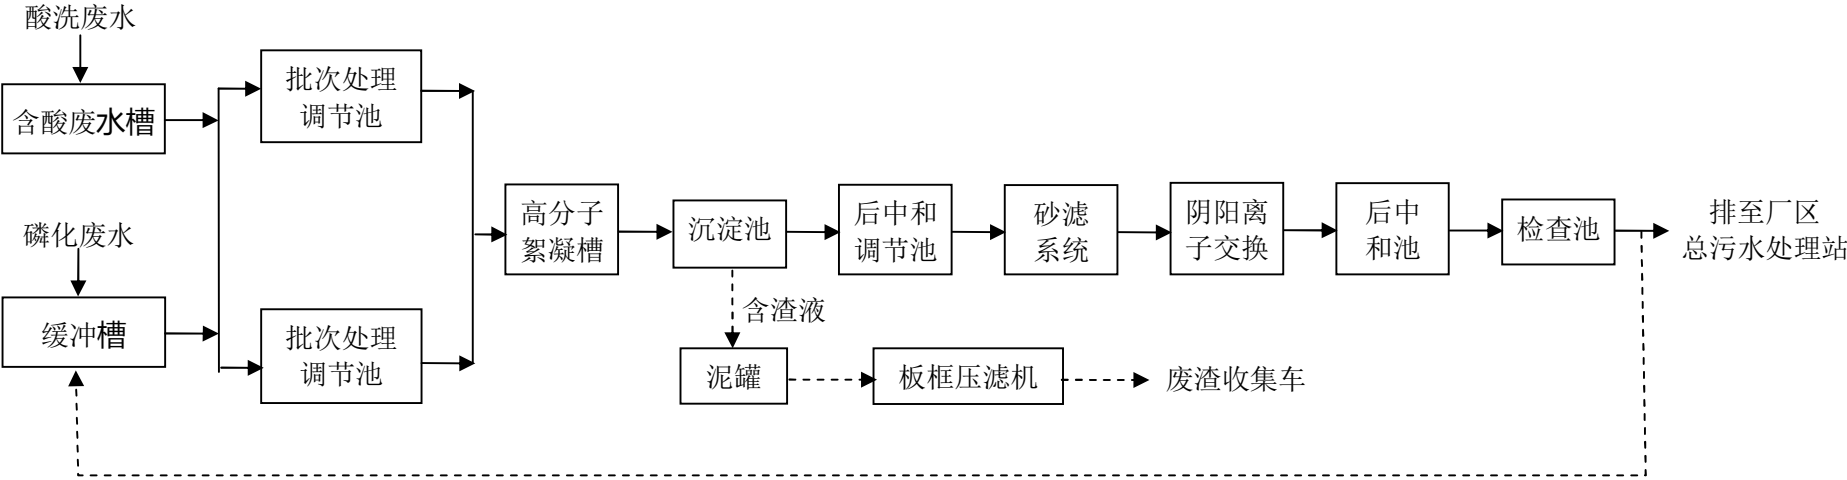 酸洗废水
含酸废水槽
磷化废水
缓冲槽
批次处理
调节池
批次处理
调节池
高分子
絮凝槽
沉淀池
后中和
调节池
砂滤
系统
阴阳离
子交换
后中
和池
检查池
排至厂区
总污水处理站
含渣液
泥罐
板框压滤机
废渣收集车